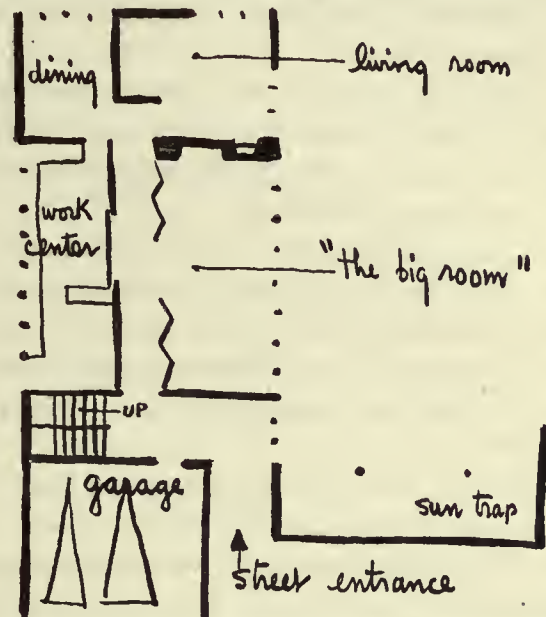 dining
living room
work
center
"the big room"
UP
garage
sun trap
street entrance